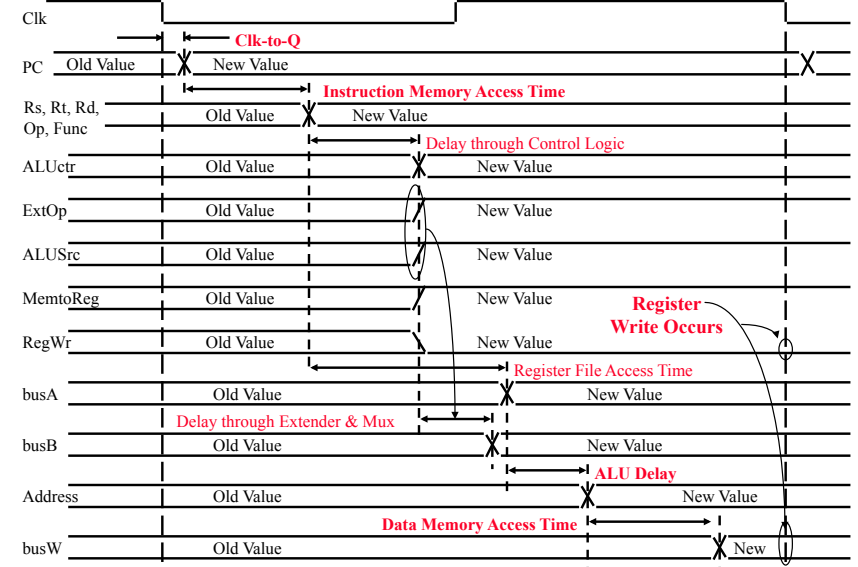 Clk
Clk-to-Q
PC Old Value New Value
Instruction Memory Access Time
Rs, Rt, Rd,
Op, Func
Old Value New Value
Delay through Control Logic
ALUctr Old Value New Value
ExtOp Old Value New Value
ALUSrc Old Value New Value
MemtoReg Old Value New Value
Register
Write Occurs
RegWr Old Value New Value
Register File Access Time
busA Old Value New Value
Delay through Extender & Mux
busB Old Value New Value
ALU Delay
Address Old Value New Value
Data Memory Access Time
busW Old Value New